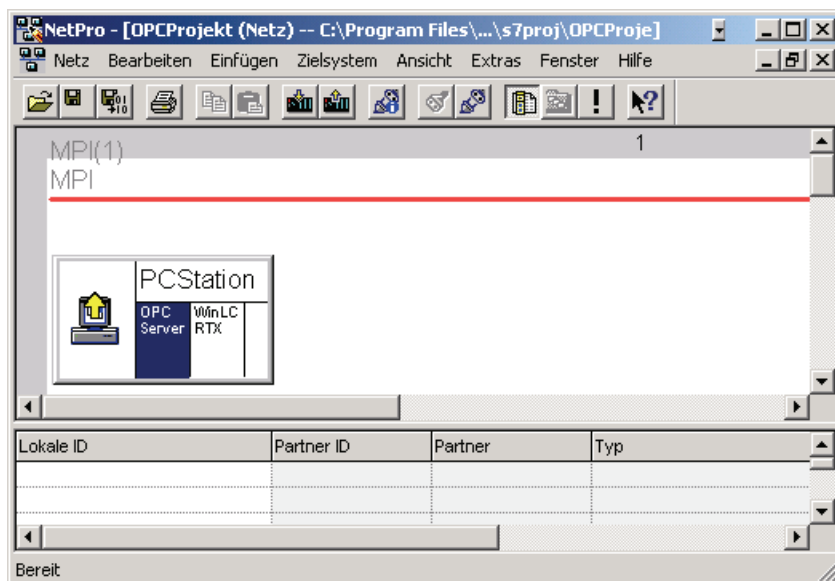 NetPro - [OPCProjekt (Netz) -- C:\Program Files\...\s7proj\OPCProje]
Netz Bearbeiten Einfügen Zielsystem Ansicht Extras Fenster Hilfe
MPI(1) 1
MPI
PCStation
OPC Server WinLC RTX
Lokale ID Partner ID Partner Typ
Bereit